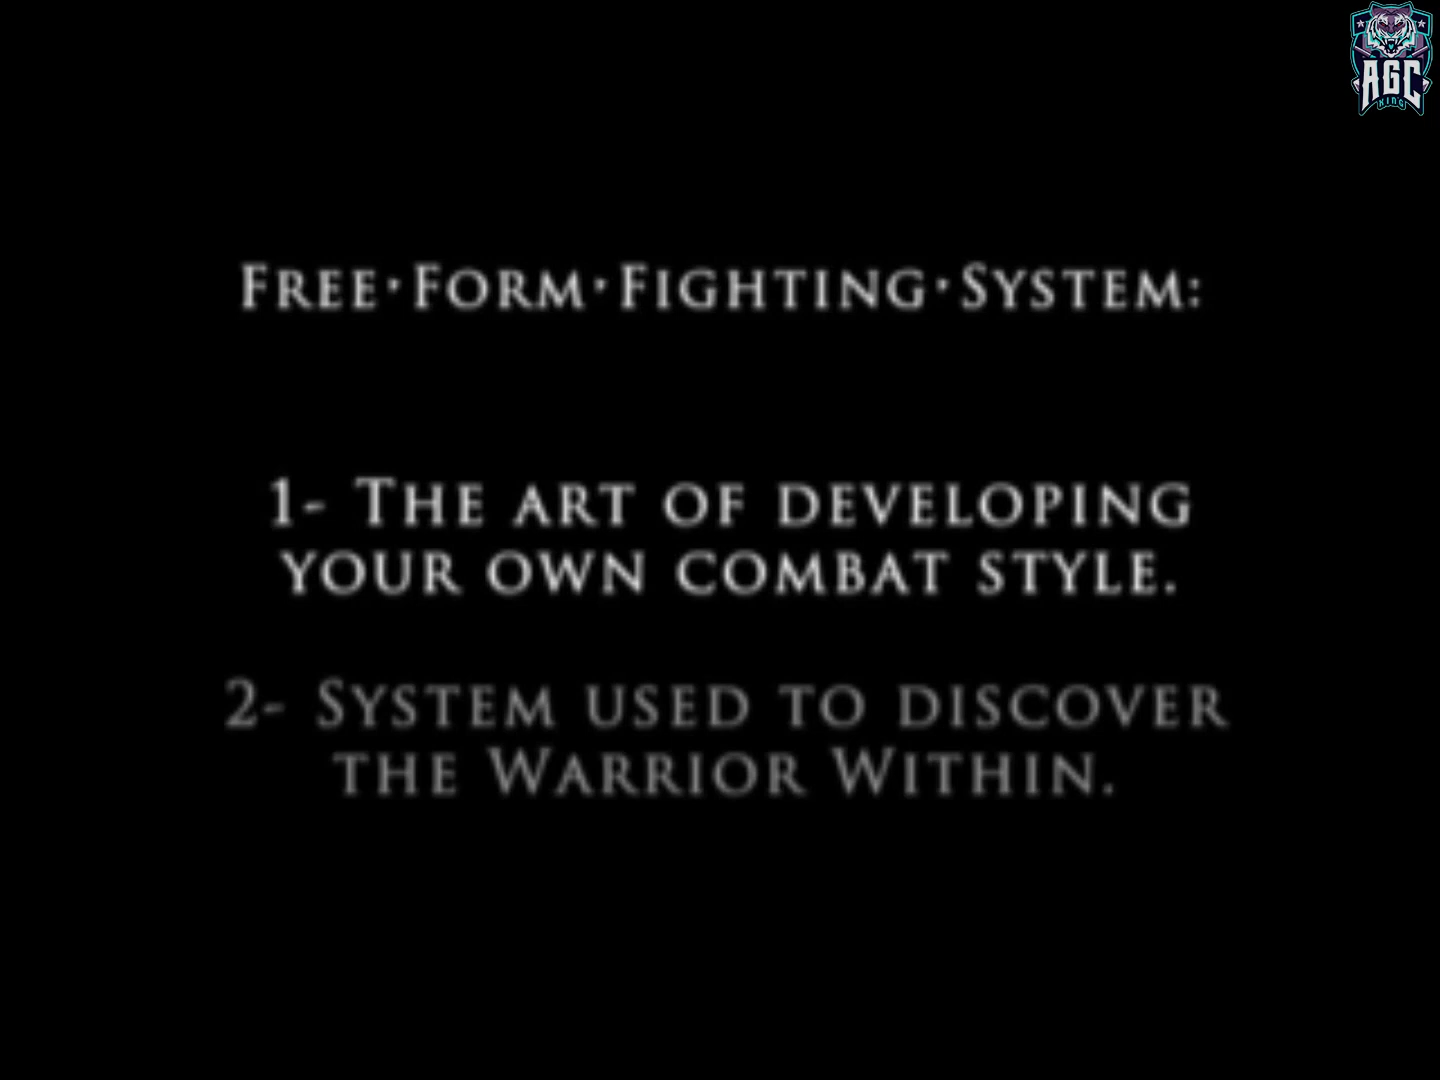 AGC
KING
FREE·FORM·FIGHTING·SYSTEM:
1- THE ART OF DEVELOPING
YOUR OWN COMBAT STYLE.
2- SYSTEM USED TO DISCOVER
THE WARRIOR WITHIN.